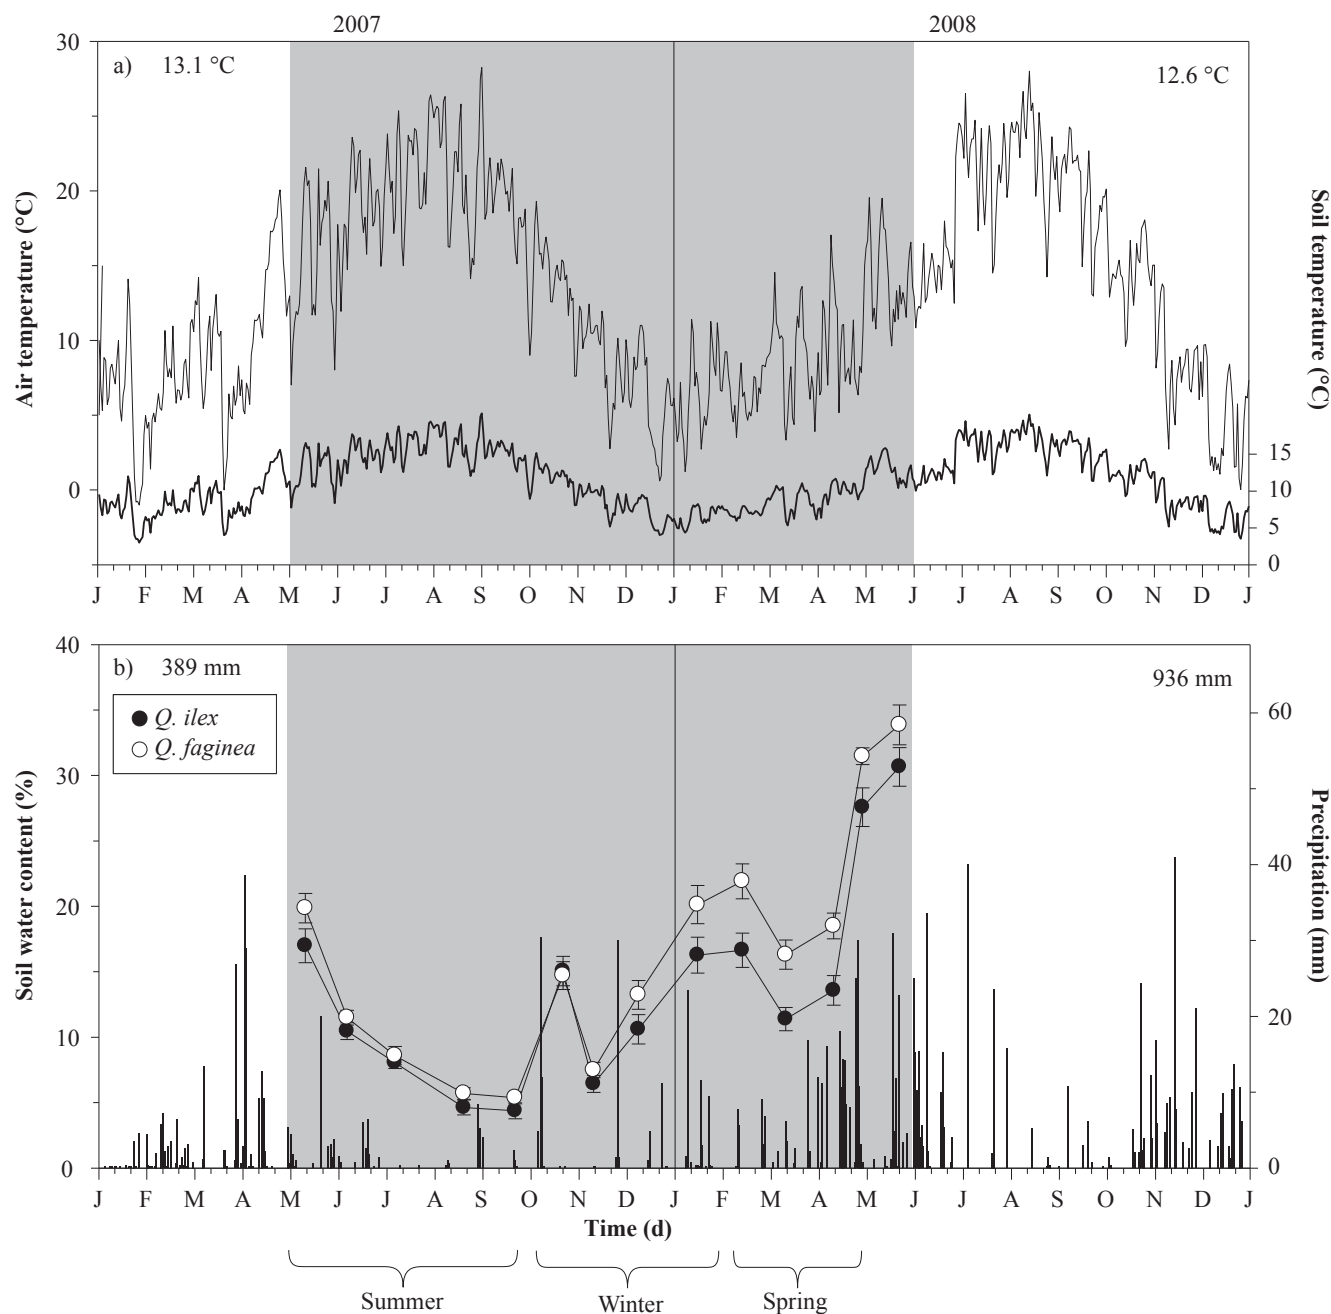 2007 2008
a) 13.1 °C 12.6 °C
30
20
10
0
Air temperature (°C)
15
10
5
0
Soil temperature (°C)
J F M A M J J A S O N D J F M A M J J A S O N D J
b) 389 mm 936 mm
Q. ilex
Q. faginea
40
30
20
10
0
Soil water content (%)
60
40
20
0
Precipitation (mm)
J F M A M J J A S O N D J F M A M J J A S O N D J
Time (d)
Summer Winter Spring